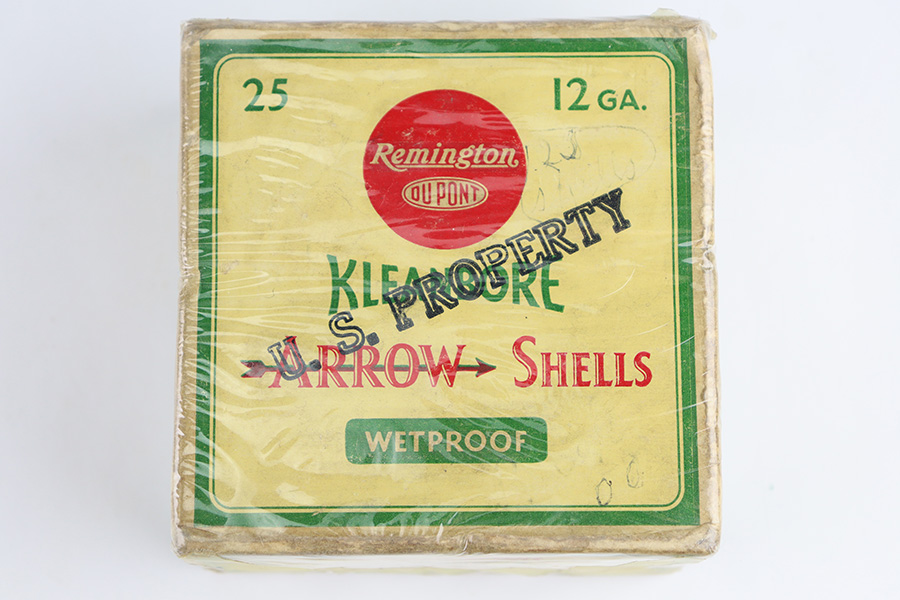 25 12 GA.
Remington
DU PONT
KLEANBORE
U. S. PROPERTY
ARROW SHELLS
WETPROOF